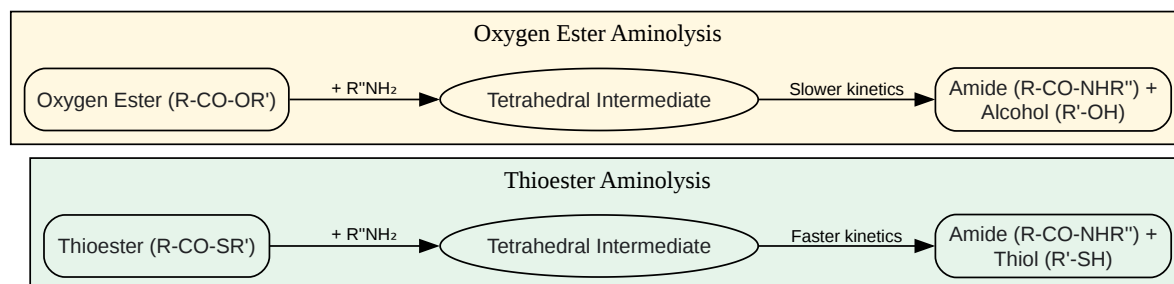 Oxygen Ester Aminolysis
Oxygen Ester (R-CO-OR')
+ R''NH₂
Tetrahedral Intermediate
Slower kinetics
Amide (R-CO-NHR'') +
Alcohol (R'-OH)
Thioester Aminolysis
Thioester (R-CO-SR')
+ R''NH₂
Tetrahedral Intermediate
Faster kinetics
Amide (R-CO-NHR'') +
Thiol (R'-SH)